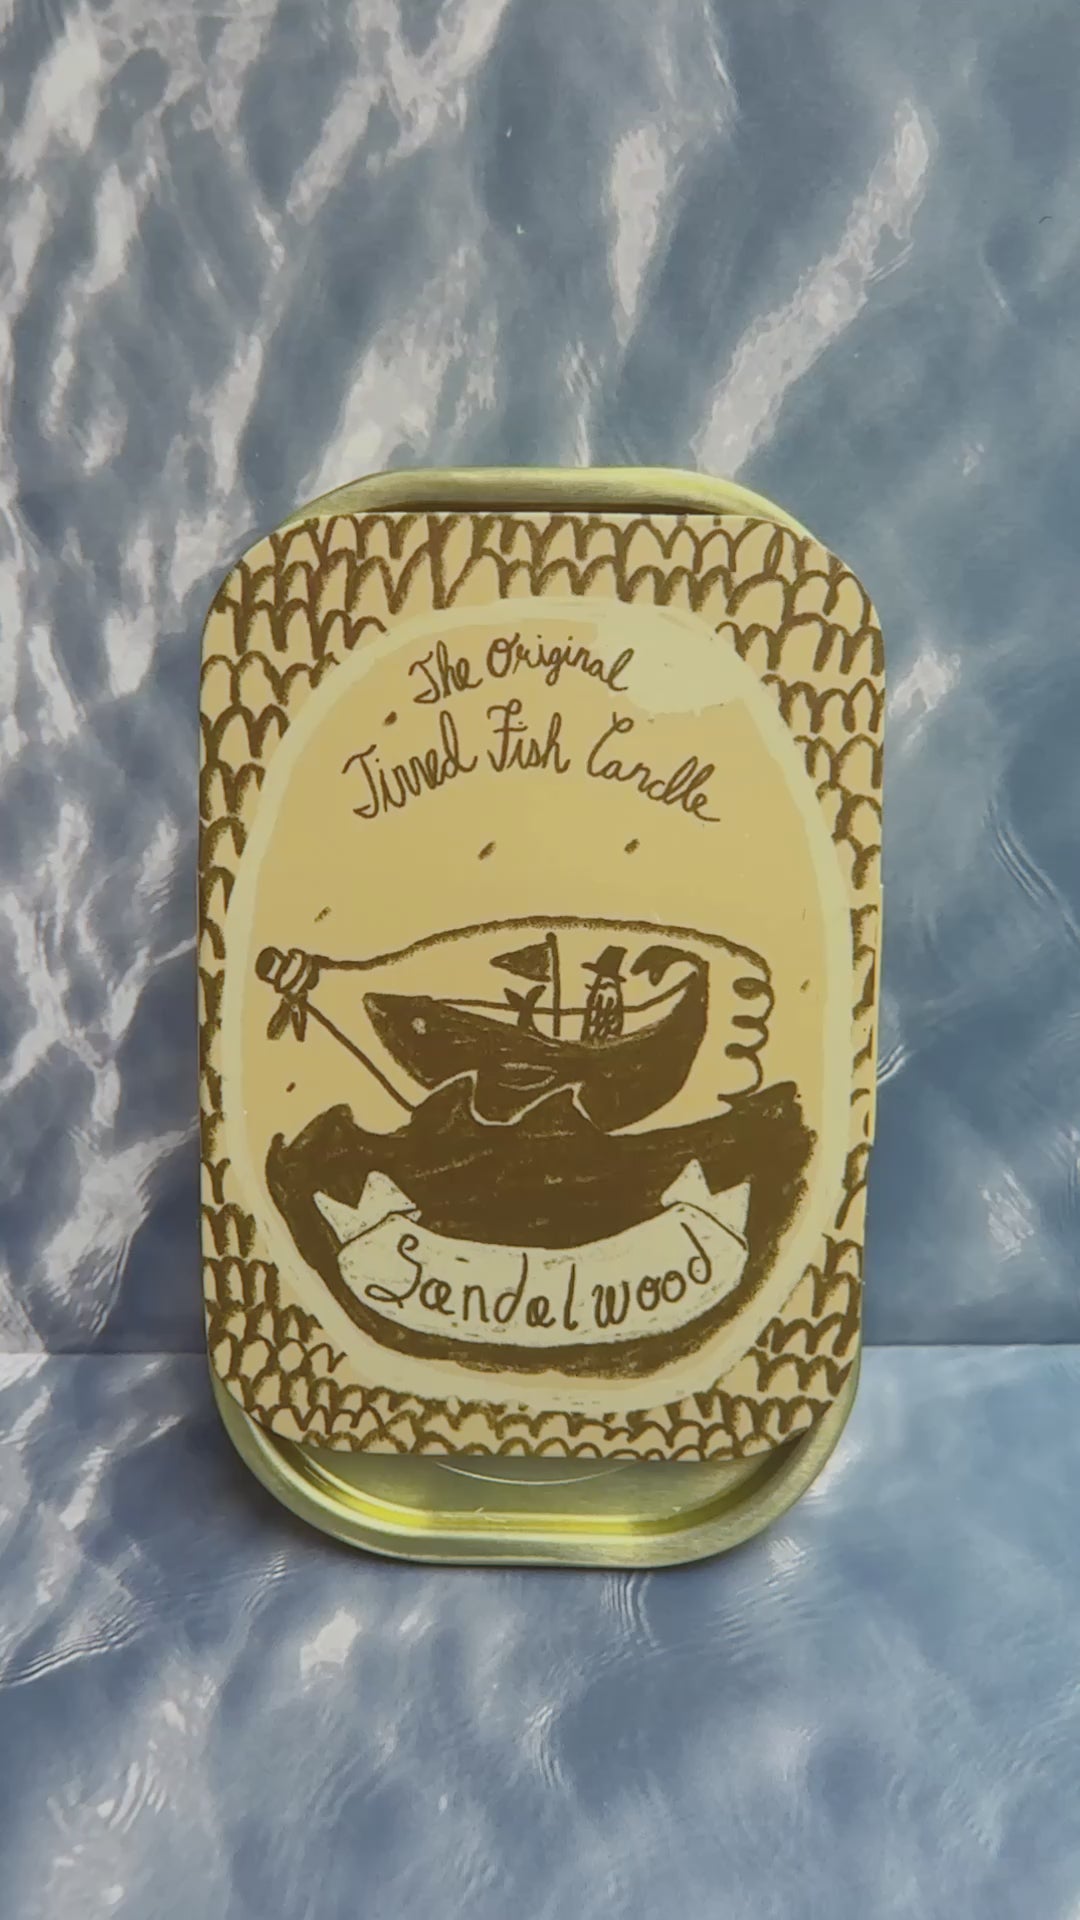 The Original
Tinned Fish Candle
Sandalwood